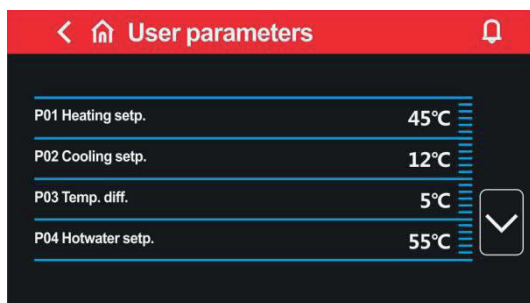 User parameters
P01 Heating setp. 45℃
P02 Cooling setp. 12℃
P03 Temp. diff. 5℃
P04 Hotwater setp. 55℃